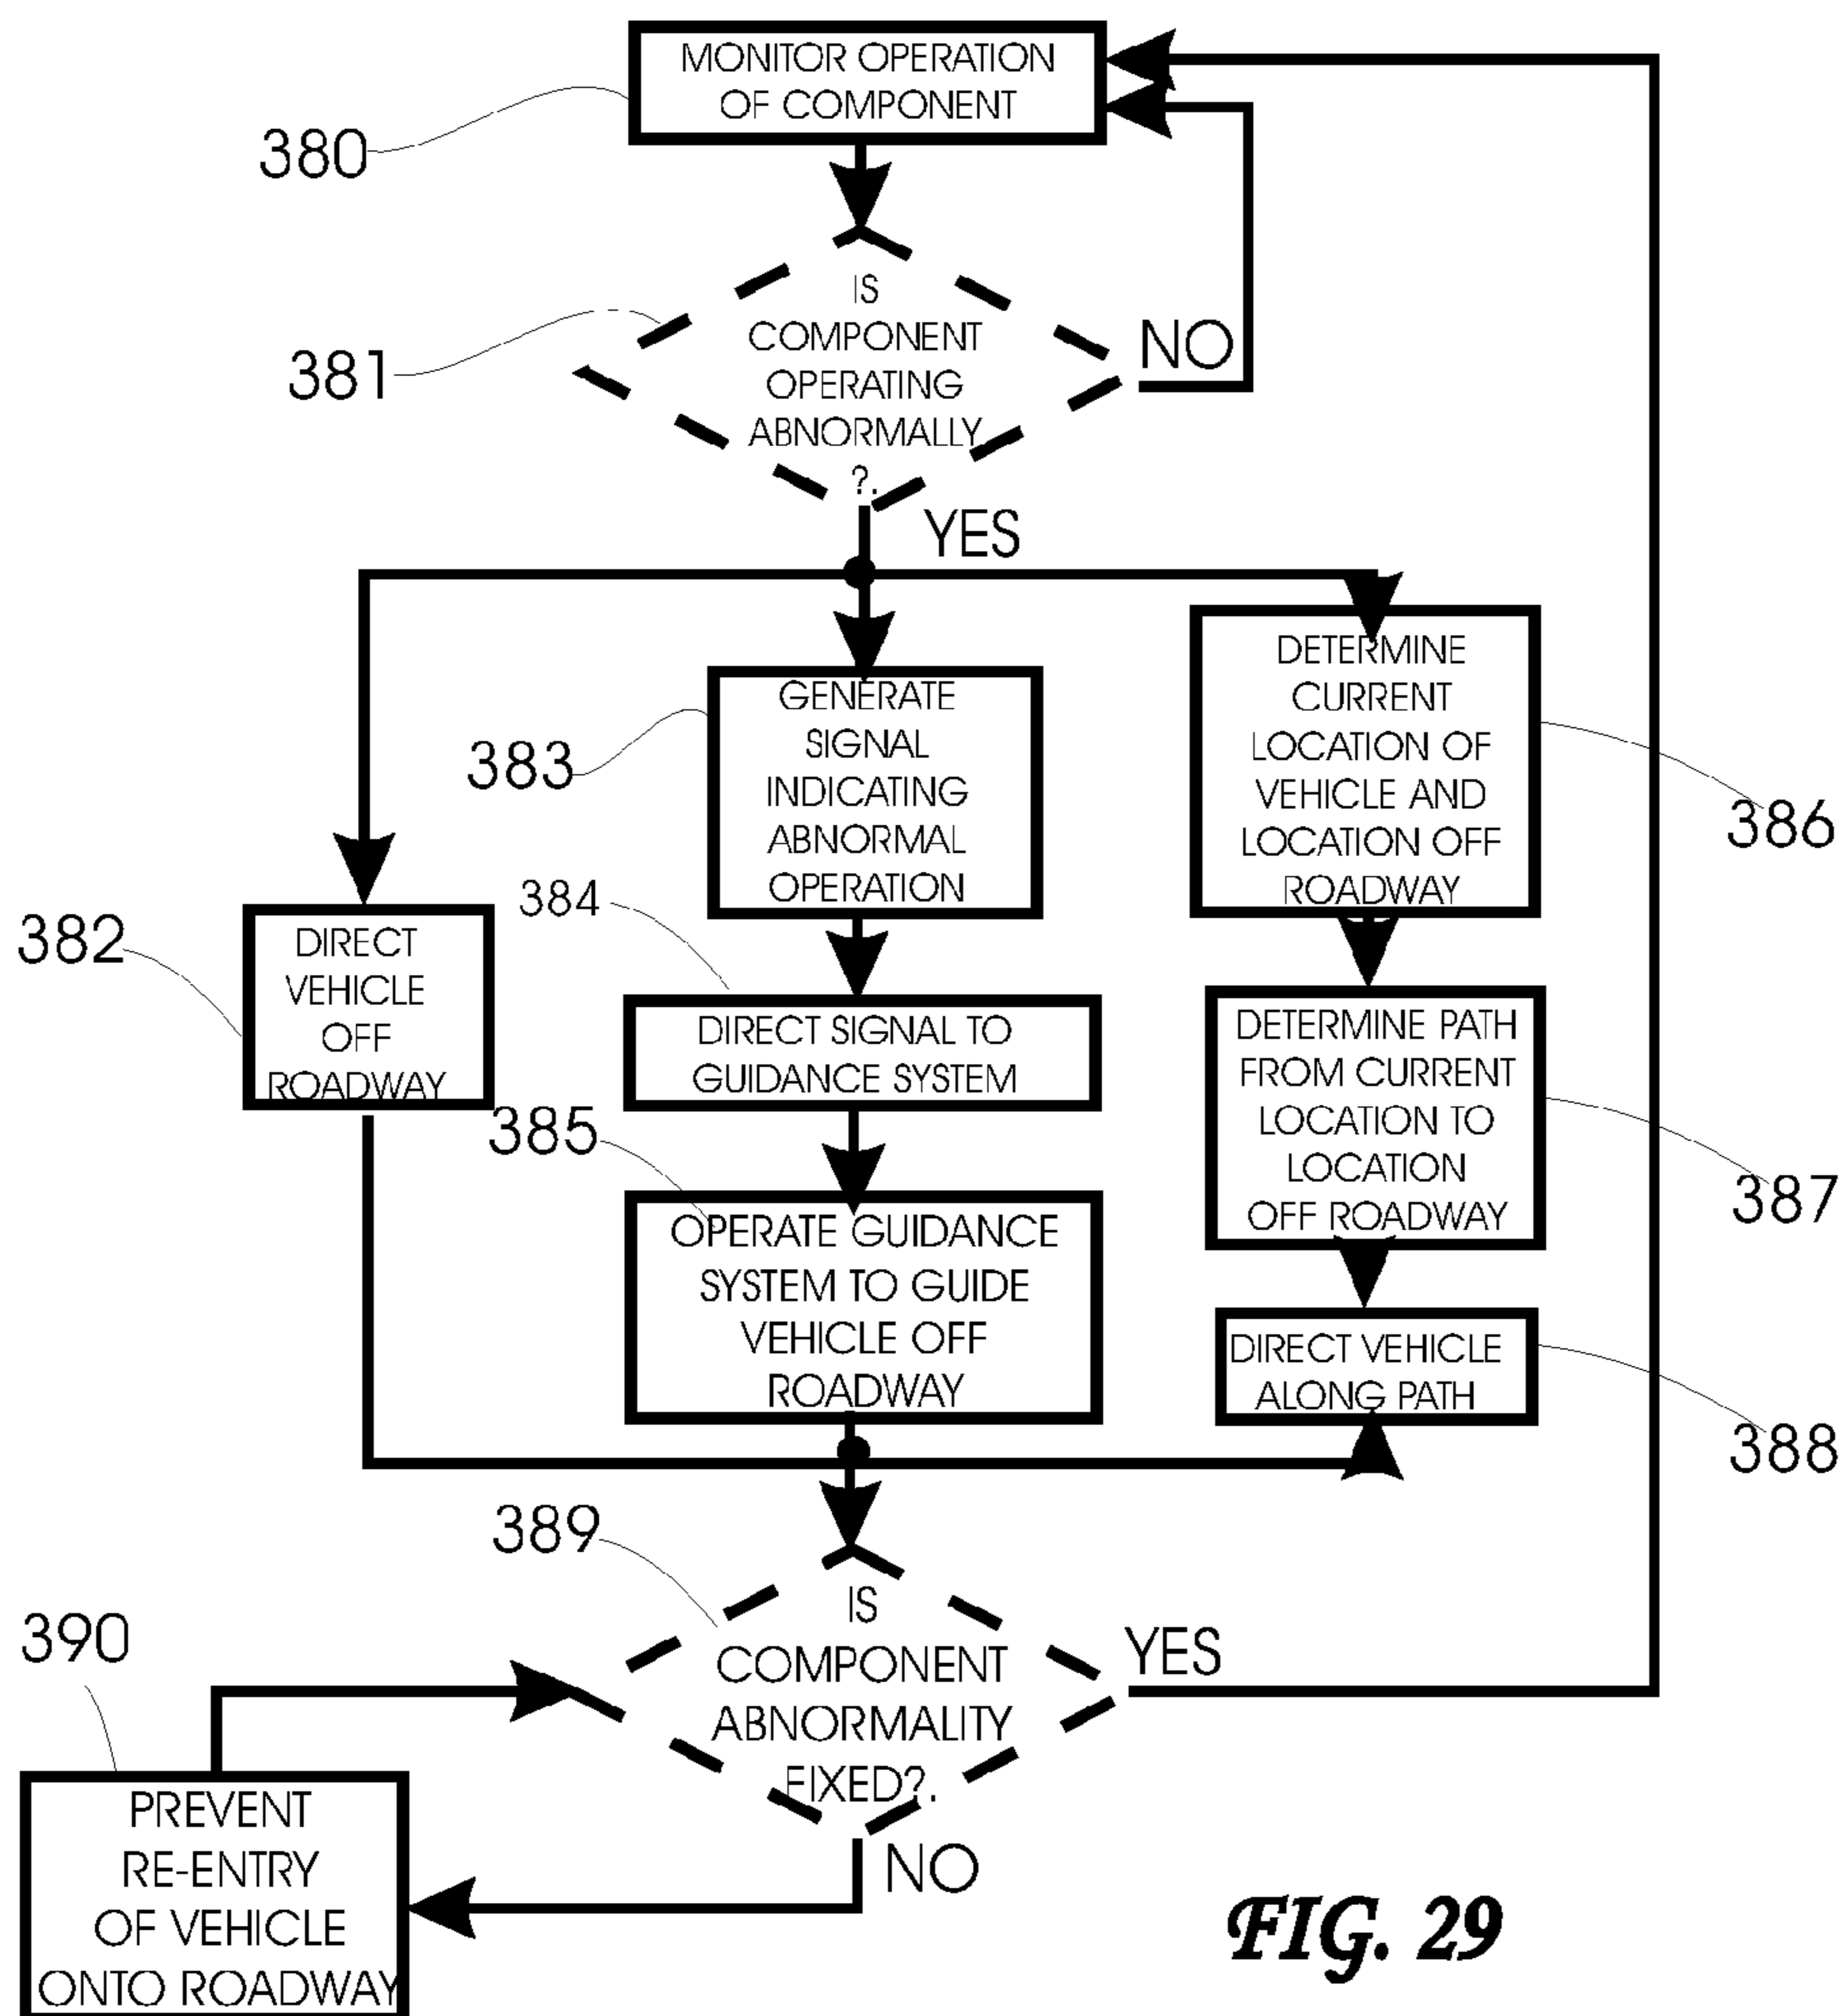 MONITOR OPERATION
OF COMPONENT
380
IS
COMPONENT
OPERATING
ABNORMALLY
?.
381
NO
YES
DIRECT
VEHICLE
OFF
ROADWAY
382
GENERATE
SIGNAL
INDICATING
ABNORMAL
OPERATION
383
DIRECT SIGNAL TO
GUIDANCE SYSTEM
384
OPERATE GUIDANCE
SYSTEM TO GUIDE
VEHICLE OFF
ROADWAY
385
DETERMINE
CURRENT
LOCATION OF
VEHICLE AND
LOCATION OFF
ROADWAY
386
DETERMINE PATH
FROM CURRENT
LOCATION TO
LOCATION
OFF ROADWAY
387
DIRECT VEHICLE
ALONG PATH
388
389
IS
COMPONENT
ABNORMALITY
FIXED?.
YES
NO
390
PREVENT
RE-ENTRY
OF VEHICLE
ONTO ROADWAY
FIG. 29